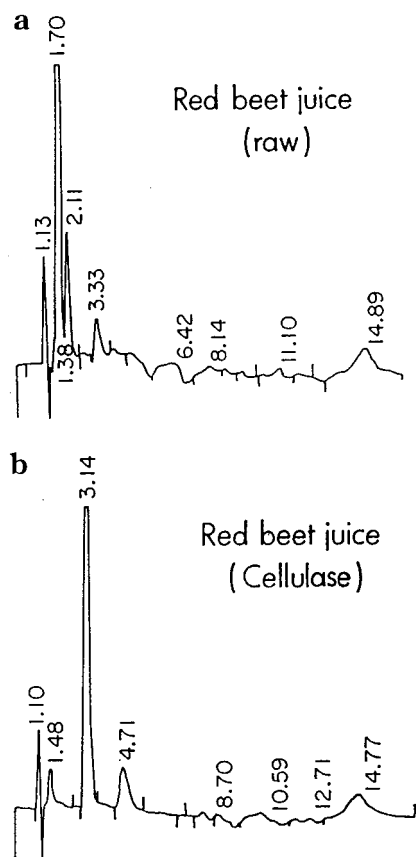 a
1.70
Red beet juice
(raw)
1.13
2.11
1.38
3.33
6.42
8.14
11.10
14.89
b
3.14
Red beet juice
(Cellulase)
1.10
1.48
4.71
8.70
10.59
12.71
14.77